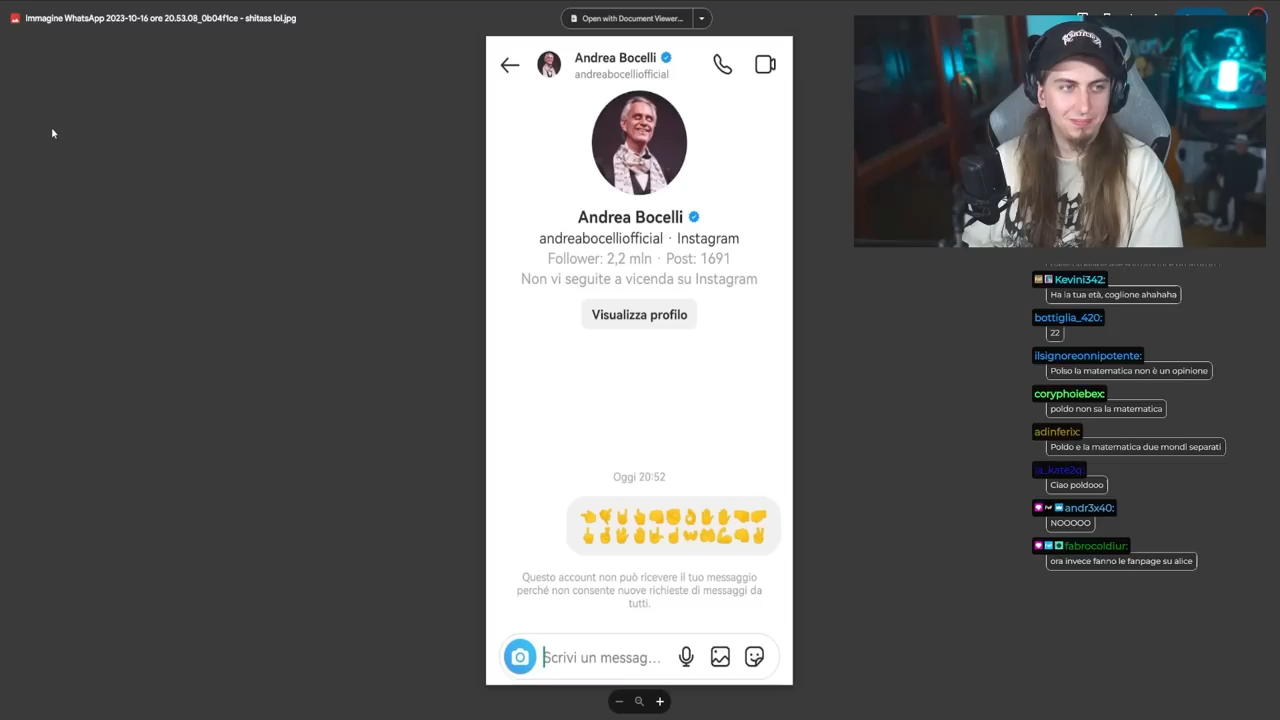 Immagine WhatsApp 2023-10-16 ore 20.53.08_0b04f1ce - shitass lol.jpg
Open with Document Viewer...
Andrea Bocelli
andreabocelliofficial
Andrea Bocelli
andreabocelliofficial · Instagram
Follower: 2,2 mln · Post: 1691
Non vi seguite a vicenda su Instagram
Visualizza profilo
Oggi 20:52
Questo account non può ricevere il tuo messaggio
perché non consente nuove richieste di messaggi da
tutti.
Scrivi un messag...
Kevini342:
Ha la tua età, coglione ahahaha
bottiglia_420:
22
ilsignoreonnipotente:
Polso la matematica non è un opinione
coryphoiebex:
poldo non sa la matematica
adinferix:
Poldo e la matematica due mondi separati
Ciao poldooo
andr3x40:
NOOOOO
fabrocoldiur:
ora invece fanno le fanpage su alice